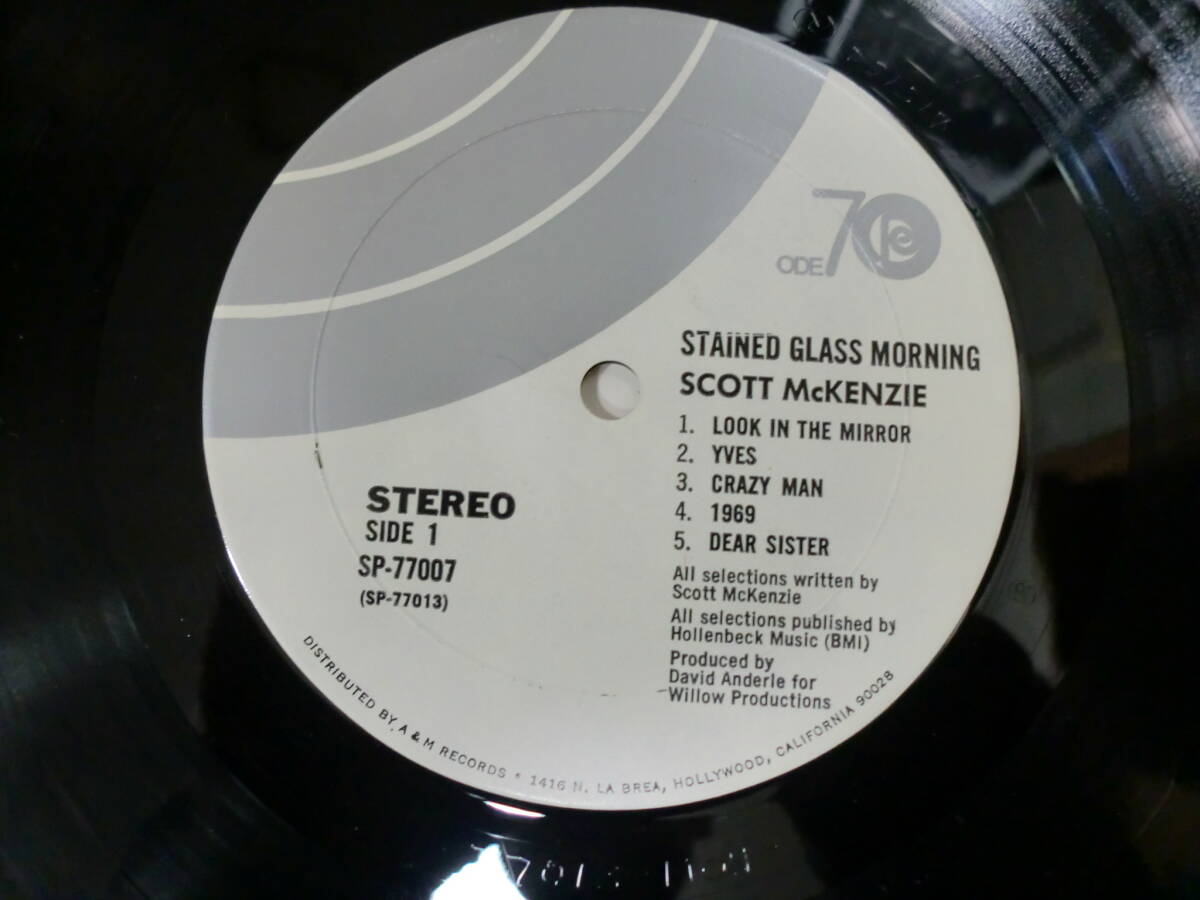 ODE 70
STAINED GLASS MORNING
SCOTT McKENZIE
1. LOOK IN THE MIRROR
2. YVES
3. CRAZY MAN
4. 1969
5. DEAR SISTER
All selections written by
Scott McKenzie
All selections published by
Hollenbeck Music (BMI)
Produced by
David Anderle for
Willow Productions
STEREO
SIDE 1
SP-77007
(SP-77013)
DISTRIBUTED BY A & M RECORDS • 1416 N. LA BREA, HOLLYWOOD, CALIFORNIA 90028